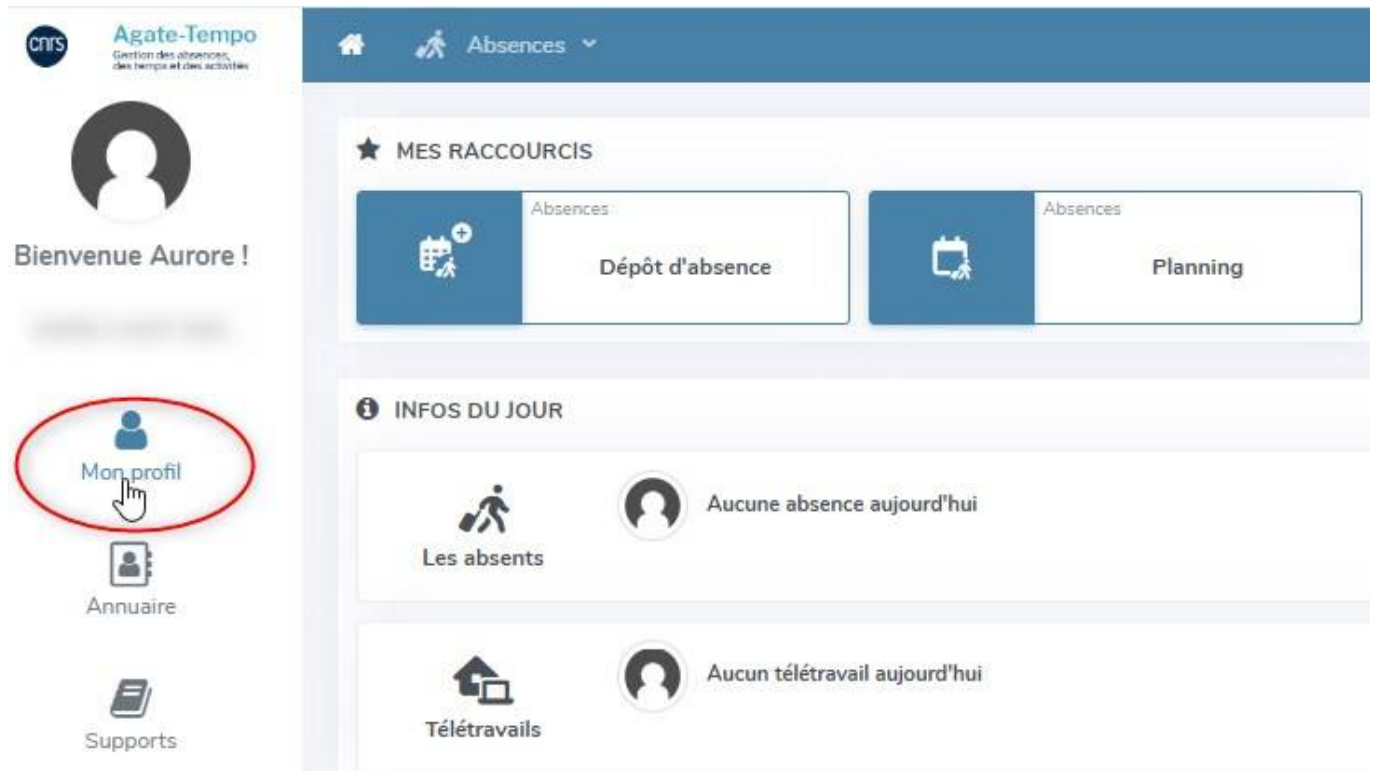 cnrs
Agate-Tempo
Gestion des absences,
des temps et des activités
Absences
Bienvenue Aurore !
Mon profil
Annuaire
Supports
MES RACCOURCIS
Absences
Dépôt d'absence
Absences
Planning
INFOS DU JOUR
Les absents
Aucune absence aujourd'hui
Télétravails
Aucun télétravail aujourd'hui